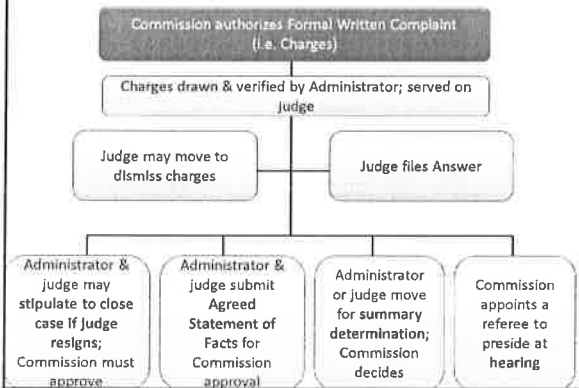 Commission authorizes Formal Written Complaint
(i.e. Charges)
Charges drawn & verified by Administrator; served on
judge
Judge may move to
dismiss charges
Judge files Answer
Administrator &
judge may
stipulate to close
case if judge
resigns;
Commission must
approve
Administrator &
judge submit
Agreed
Statement of
Facts for
Commission
approval
Administrator
or judge move
for summary
determination;
Commission
decides
Commission
appoints a
referee to
preside at
hearing